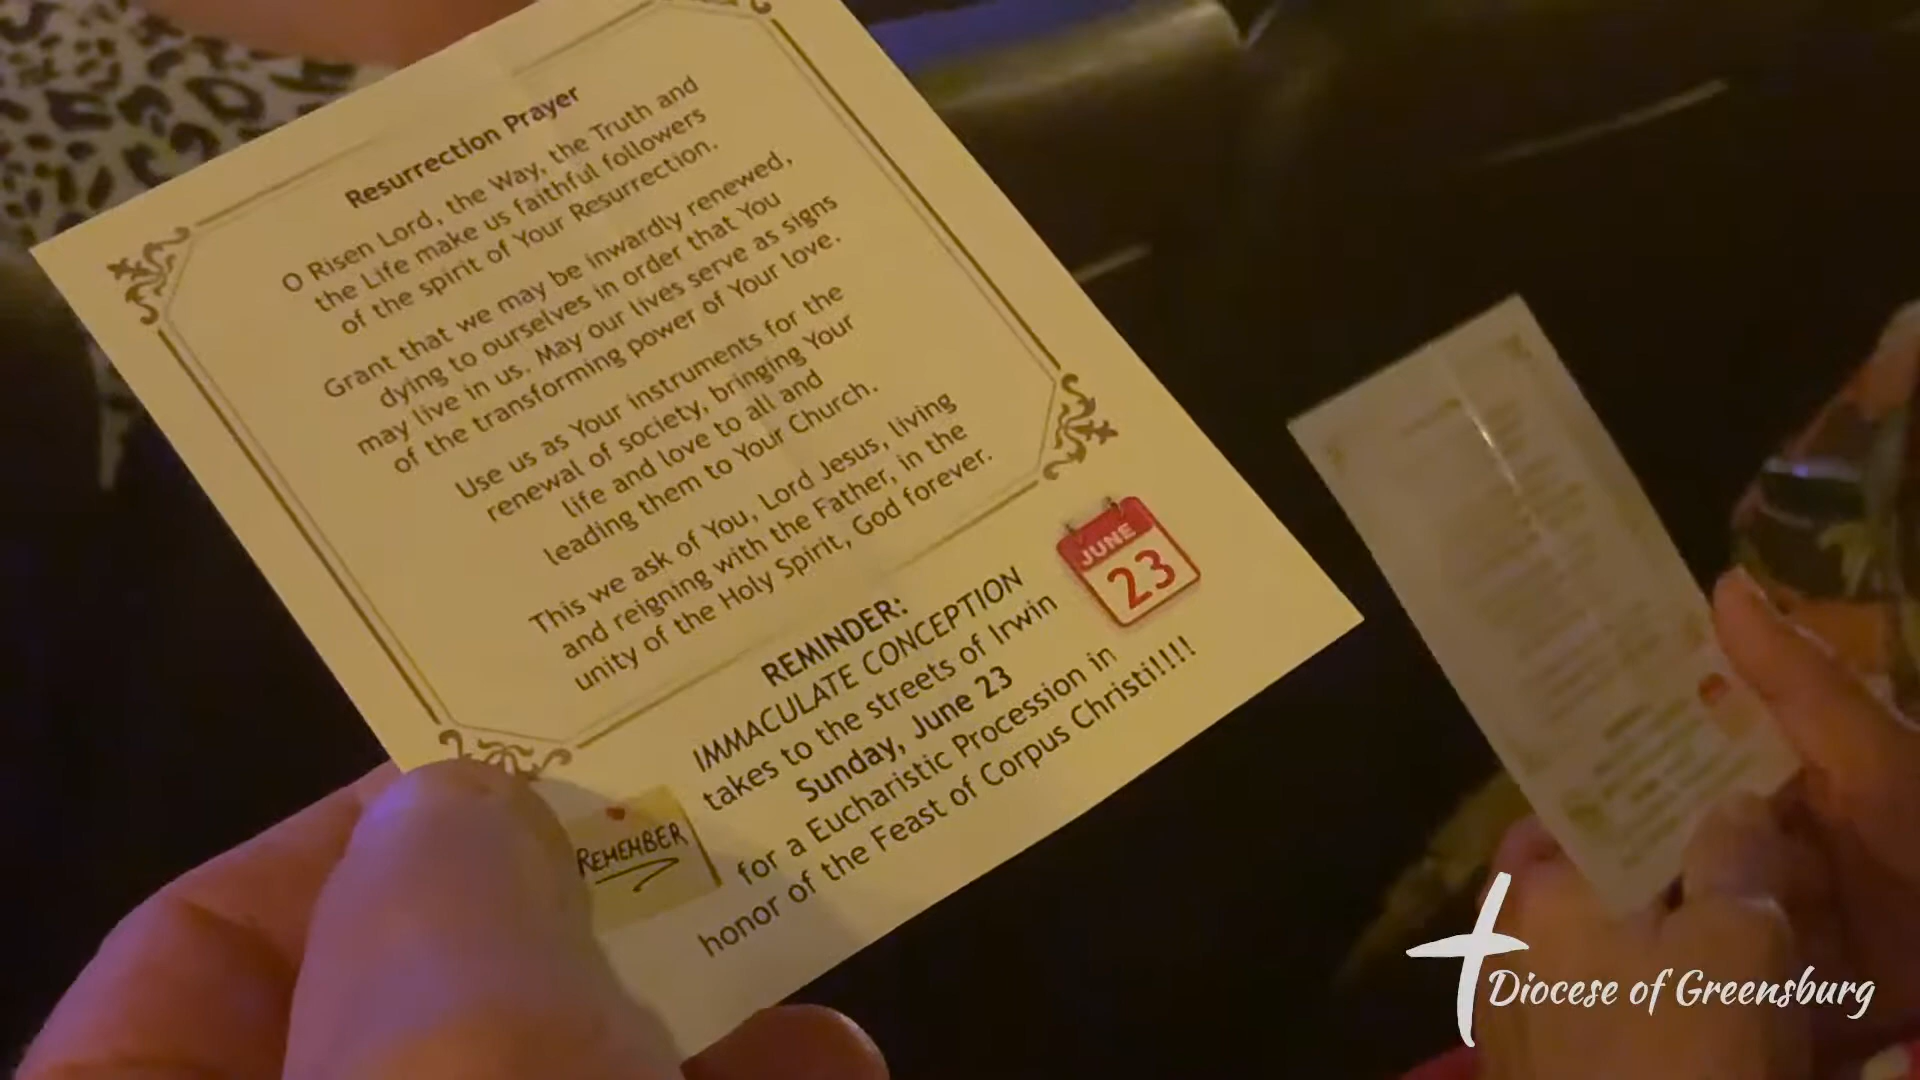 Resurrection Prayer
O Risen Lord, the Way, the Truth and
the Life make us faithful followers
of the spirit of Your Resurrection.
Grant that we may be inwardly renewed,
dying to ourselves in order that You
may live in us. May our lives serve as signs
of the transforming power of Your love.
Use us as Your instruments for the
renewal of society, bringing Your
life and love to all and
leading them to Your Church.
This we ask of You, Lord Jesus, living
and reigning with the Father, in the
unity of the Holy Spirit, God forever.
JUNE
23
REMINDER:
IMMACULATE CONCEPTION
takes to the streets of Irwin
Sunday, June 23
for a Eucharistic Procession in
honor of the Feast of Corpus Christi!!!!
REMEMBER
Diocese of Greensburg